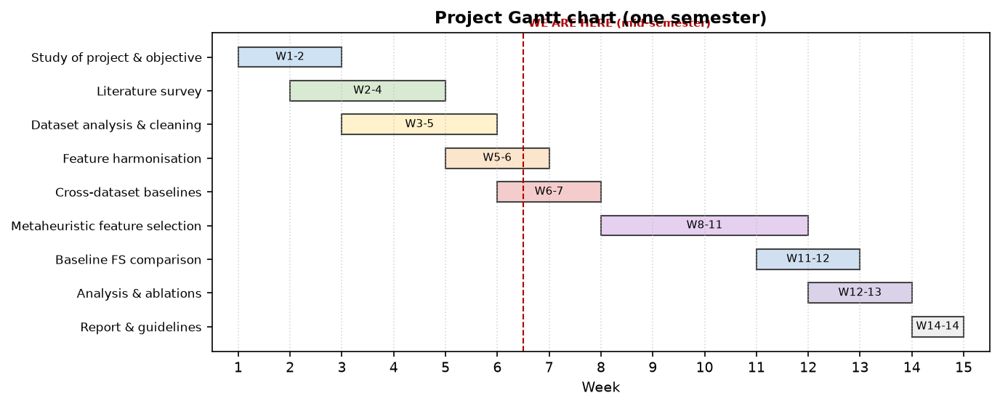 Project Gantt chart (one semester)
WE ARE HERE (mid-semester)
Study of project & objective
W1-2
Literature survey
W2-4
Dataset analysis & cleaning
W3-5
Feature harmonisation
W5-6
Cross-dataset baselines
W6-7
Metaheuristic feature selection
W8-11
Baseline FS comparison
W11-12
Analysis & ablations
W12-13
Report & guidelines
W14-14
1 2 3 4 5 6 7 8 9 10 11 12 13 14 15
Week